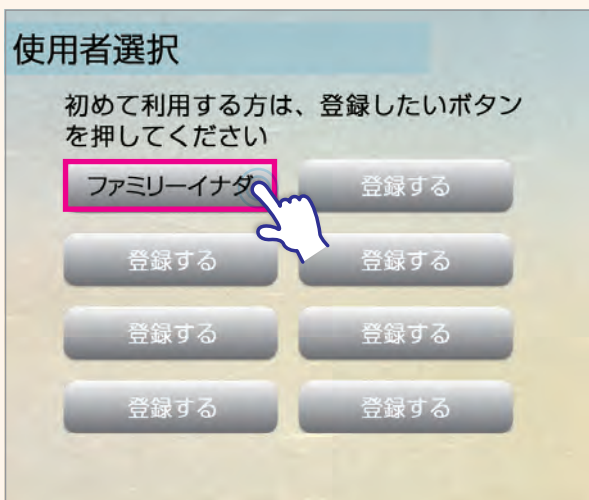 使用者選択
初めて利用する方は、登録したいボタン
を押してください
ファミリーイナダ 登録する
登録する 登録する
登録する 登録する
登録する 登録する